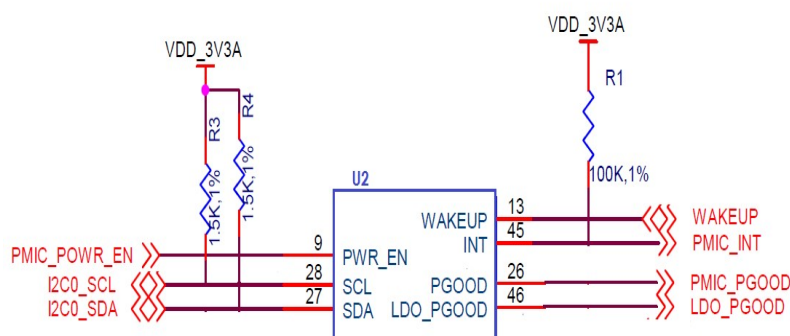 VDD_3V3A
VDD_3V3A
R3
R4
R1
1.5K,1%
1.5K,1%
100K,1%
U2
WAKEUP
13
WAKEUP
INT
45
PMIC_INT
PMIC_POWR_EN
9
PWR_EN
I2C0_SCL
28
SCL
PGOOD
26
PMIC_PGOOD
I2C0_SDA
27
SDA
LDO_PGOOD
46
LDO_PGOOD